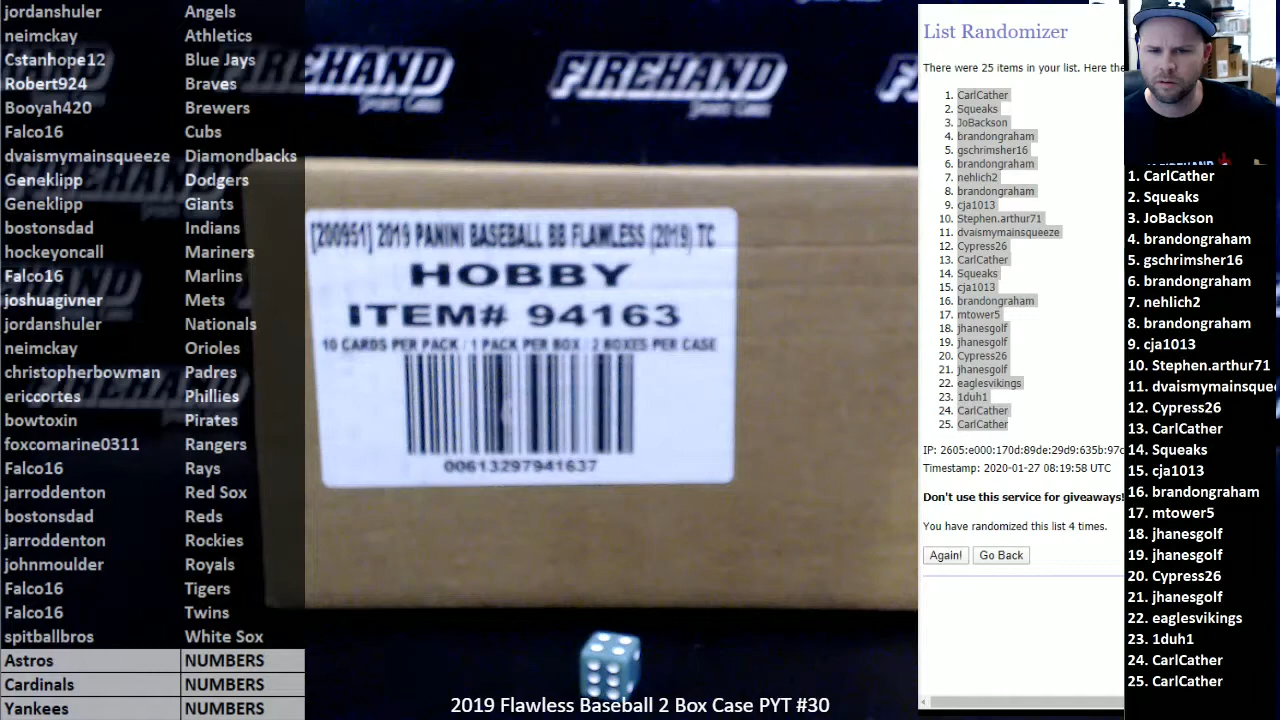 jordanshuler Angels
neimckay Athletics
Cstanhope12 Blue Jays
Robert924 Braves
Booyah420 Brewers
Falco16 Cubs
dvaismymainsqueeze Diamondbacks
Geneklipp Dodgers
Geneklipp Giants
bostonsdad Indians
hockeyoncall Mariners
Falco16 Marlins
joshuagivner Mets
jordanshuler Nationals
neimckay Orioles
christopherbowman Padres
ericcortes Phillies
bowtoxin Pirates
foxcomarine0311 Rangers
Falco16 Rays
jarroddenton Red Sox
bostonsdad Reds
jarroddenton Rockies
johnmoulder Royals
Falco16 Tigers
Falco16 Twins
spitballbros White Sox
Astros NUMBERS
Cardinals NUMBERS
Yankees NUMBERS
FIREHAND
FIREHAND
[200951] 2019 PANINI BASEBALL BB FLAWLESS (2019) TC
HOBBY
ITEM# 94163
10 CARDS PER PACK / 1 PACK PER BOX / 2 BOXES PER CASE
00613297941637
2019 Flawless Baseball 2 Box Case PYT #30
List Randomizer
There were 25 items in your list. Here the
1. CarlCather
2. Squeaks
3. JoBackson
4. brandongraham
5. gschrimsher16
6. brandongraham
7. nehlich2
8. brandongraham
9. cja1013
10. Stephen.arthur71
11. dvaismymainsqueeze
12. Cypress26
13. CarlCather
14. Squeaks
15. cja1013
16. brandongraham
17. mtower5
18. jhanesgolf
19. jhanesgolf
20. Cypress26
21. jhanesgolf
22. eaglesvikings
23. 1duh1
24. CarlCather
25. CarlCather
IP: 2605:e000:170d:89de:29d9:635b:97c
Timestamp: 2020-01-27 08:19:58 UTC
Don't use this service for giveaways!
You have randomized this list 4 times.
Again! Go Back
1. CarlCather
2. Squeaks
3. JoBackson
4. brandongraham
5. gschrimsher16
6. brandongraham
7. nehlich2
8. brandongraham
9. cja1013
10. Stephen.arthur71
11. dvaismymainsque
12. Cypress26
13. CarlCather
14. Squeaks
15. cja1013
16. brandongraham
17. mtower5
18. jhanesgolf
19. jhanesgolf
20. Cypress26
21. jhanesgolf
22. eaglesvikings
23. 1duh1
24. CarlCather
25. CarlCather